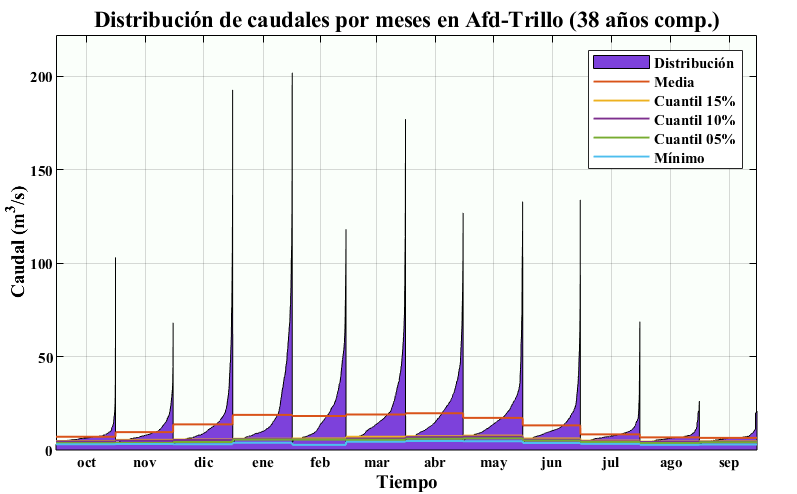 Distribución de caudales por meses en Afd-Trillo (38 años comp.)
Distribución
Media
Cuantil 15%
Cuantil 10%
Cuantil 05%
Mínimo
Caudal (m³/s)
200
150
100
50
0
oct nov dic ene feb mar abr may jun jul ago sep
Tiempo